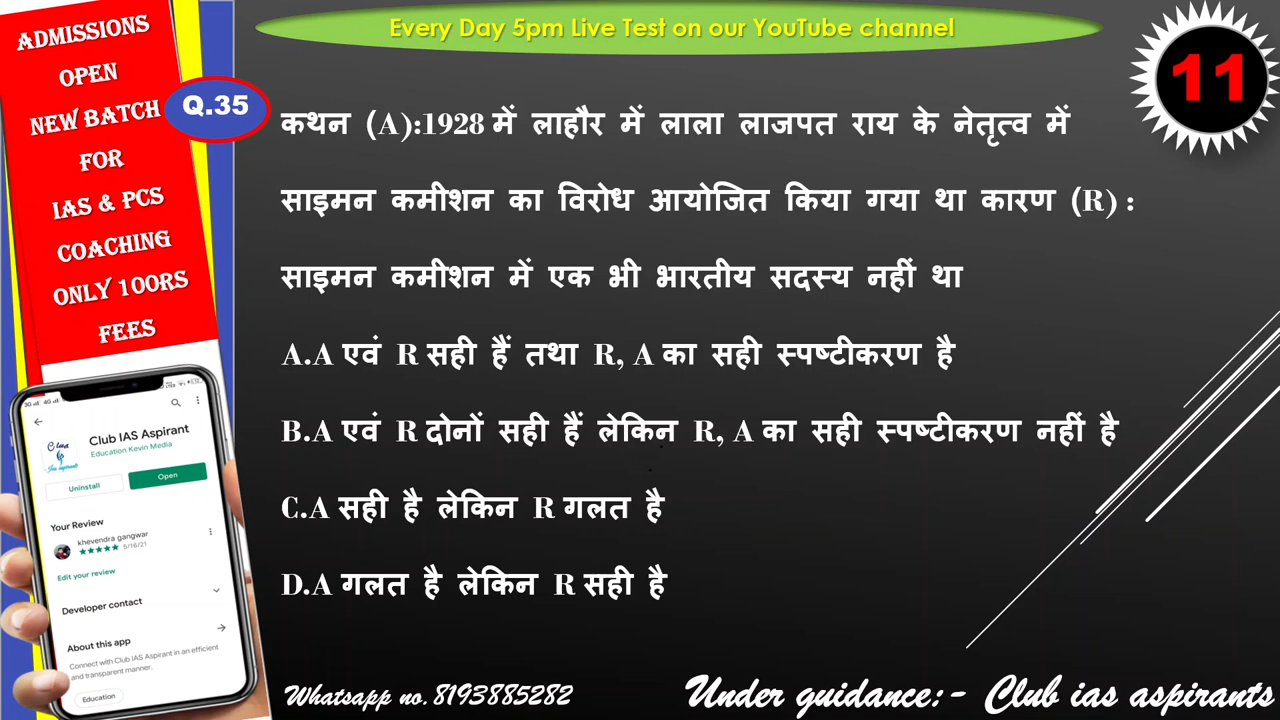 Every Day 5pm Live Test on our YouTube channel
11
ADMISSIONS
OPEN
NEW BATCH
FOR
IAS & PCS
COACHING
ONLY 100RS
FEES
Q.35
कथन (A):1928 में लाहौर में लाला लाजपत राय के नेतृत्व में
साइमन कमीशन का विरोध आयोजित किया गया था कारण (R) :
साइमन कमीशन में एक भी भारतीय सदस्य नहीं था
A.A एवं R सही हैं तथा R, A का सही स्पष्टीकरण है
B.A एवं R दोनों सही हैं लेकिन R, A का सही स्पष्टीकरण नहीं है
C.A सही है लेकिन R गलत है
D.A गलत है लेकिन R सही है
Club IAS Aspirant
Education Kevin Media
Uninstall
Open
Your Review
khevendra gangwar
5/16/21
Edit your review
Developer contact
About this app
Connect with Club IAS Aspirant in an efficient
and transparent manner.
Education
Whatsapp no. 8193885282
Under guidance:- Club ias aspirants